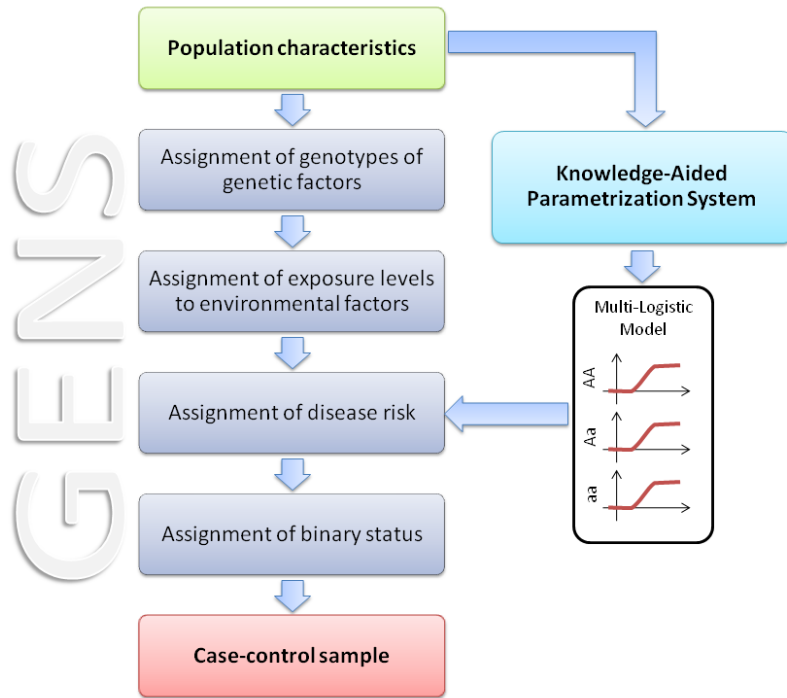 Population characteristics
GENS
Assignment of genotypes of
genetic factors
Knowledge-Aided
Parametrization System
Assignment of exposure levels
to environmental factors
Multi-Logistic
Model
AA
Assignment of disease risk
Aa
aa
Assignment of binary status
Case-control sample